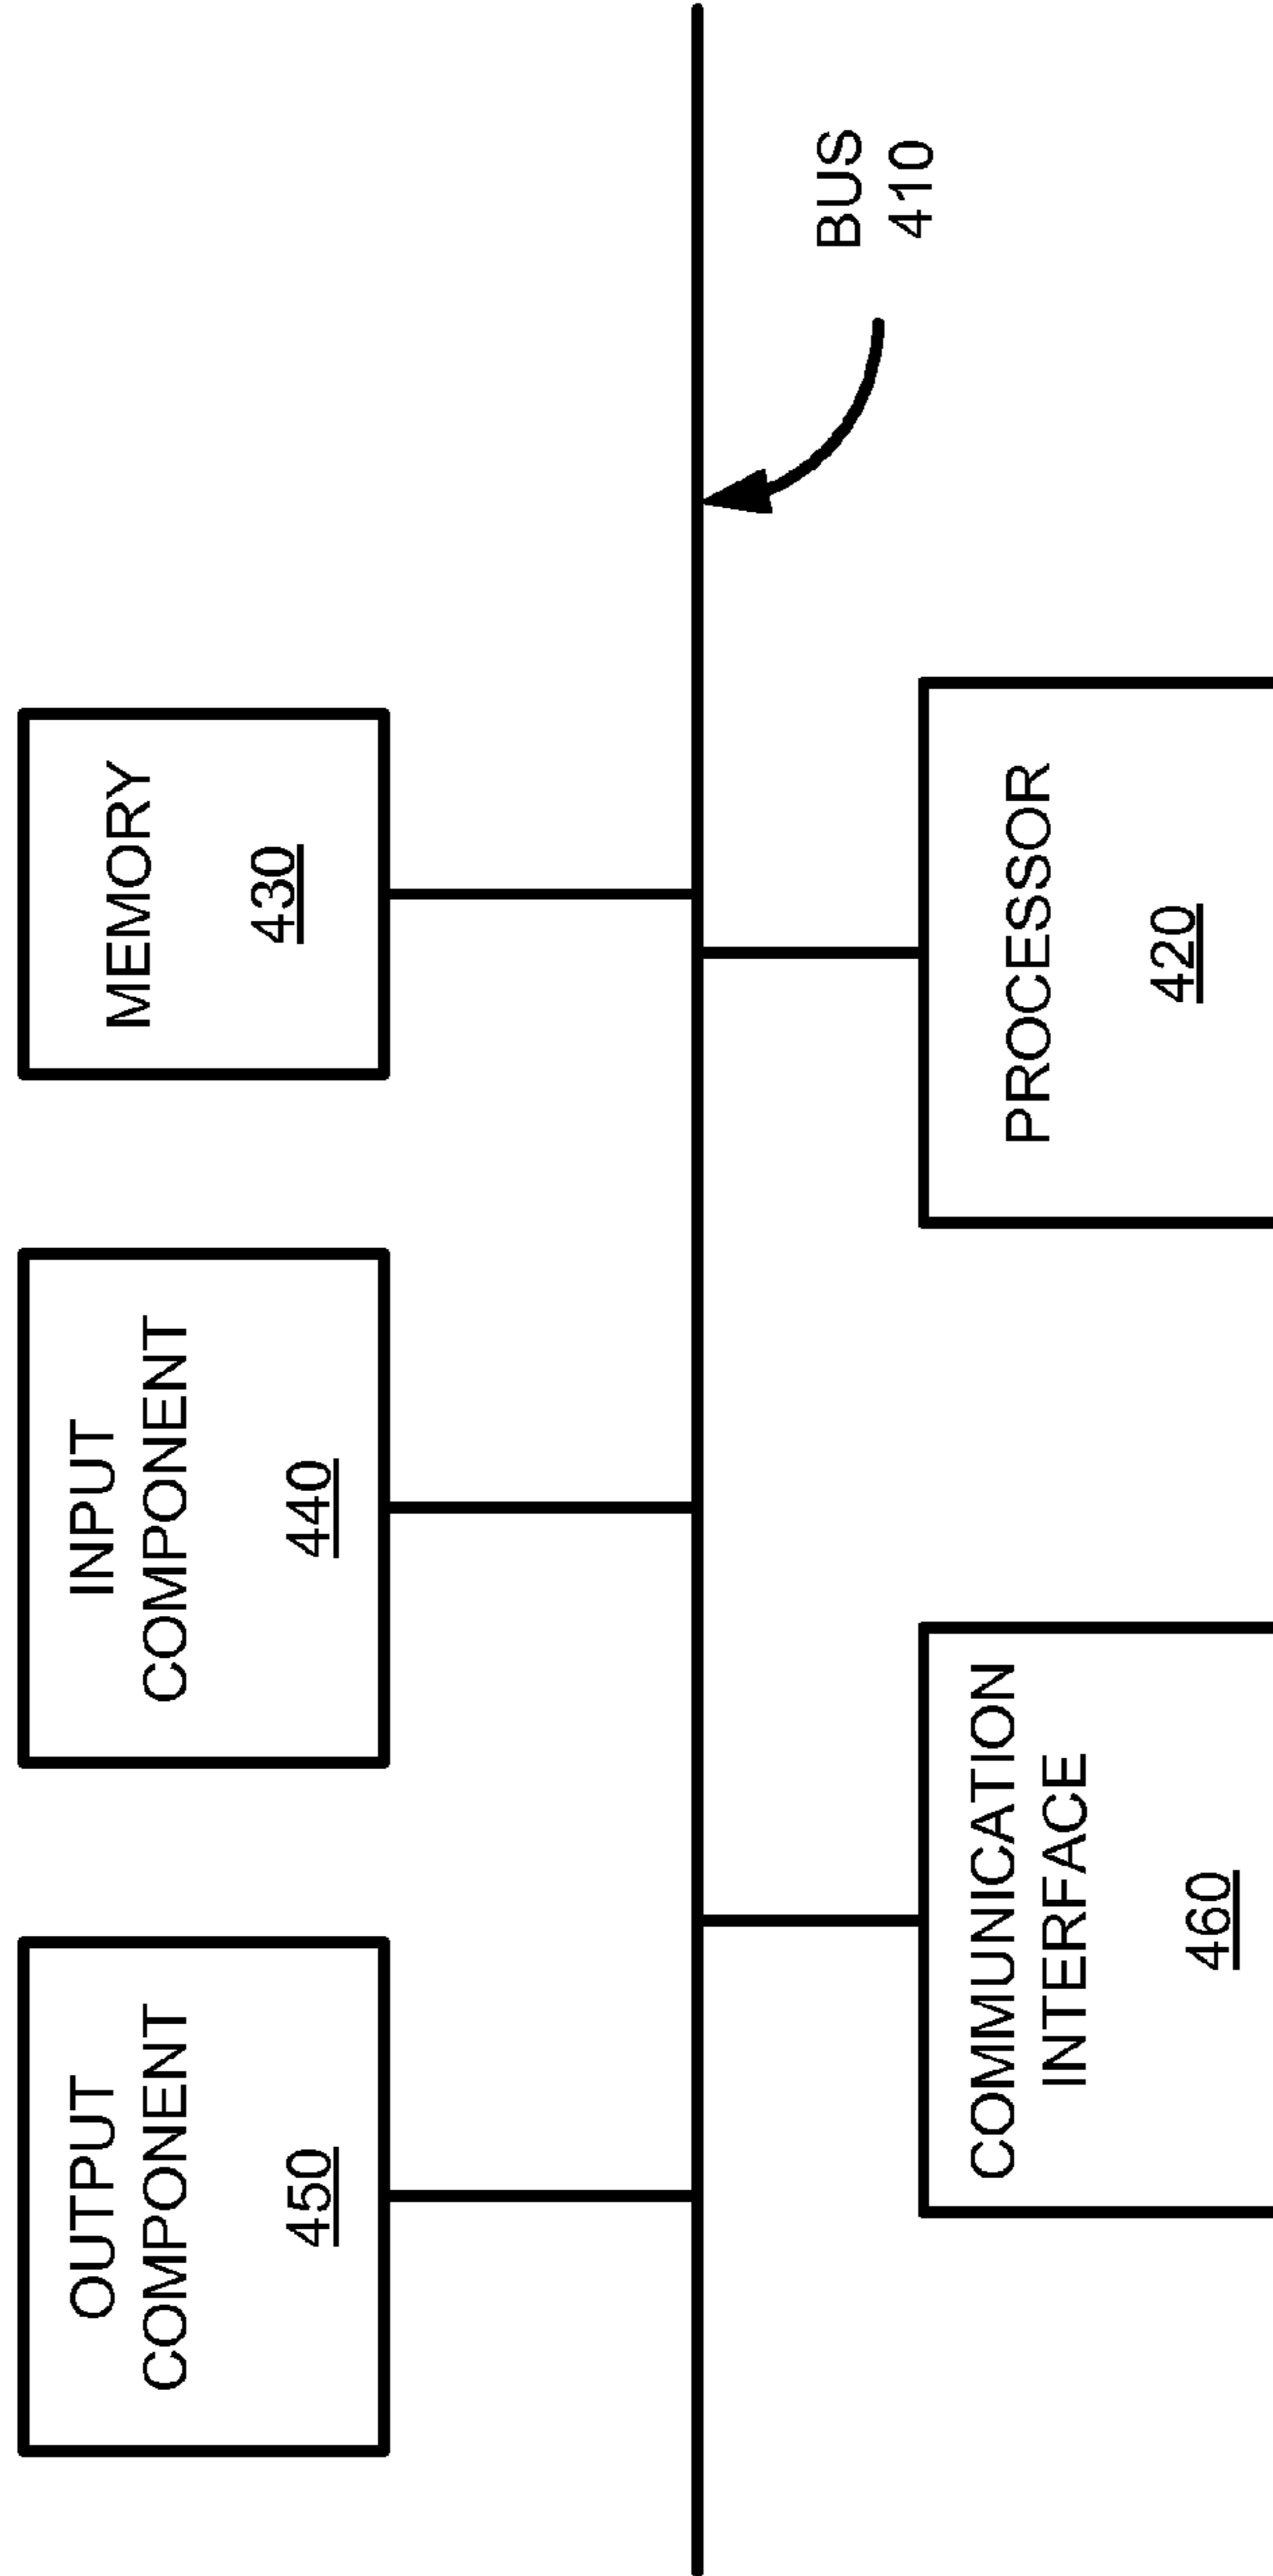 OUTPUT
COMPONENT
450
INPUT
COMPONENT
440
MEMORY
430
BUS
410
COMMUNICATION
INTERFACE
460
PROCESSOR
420